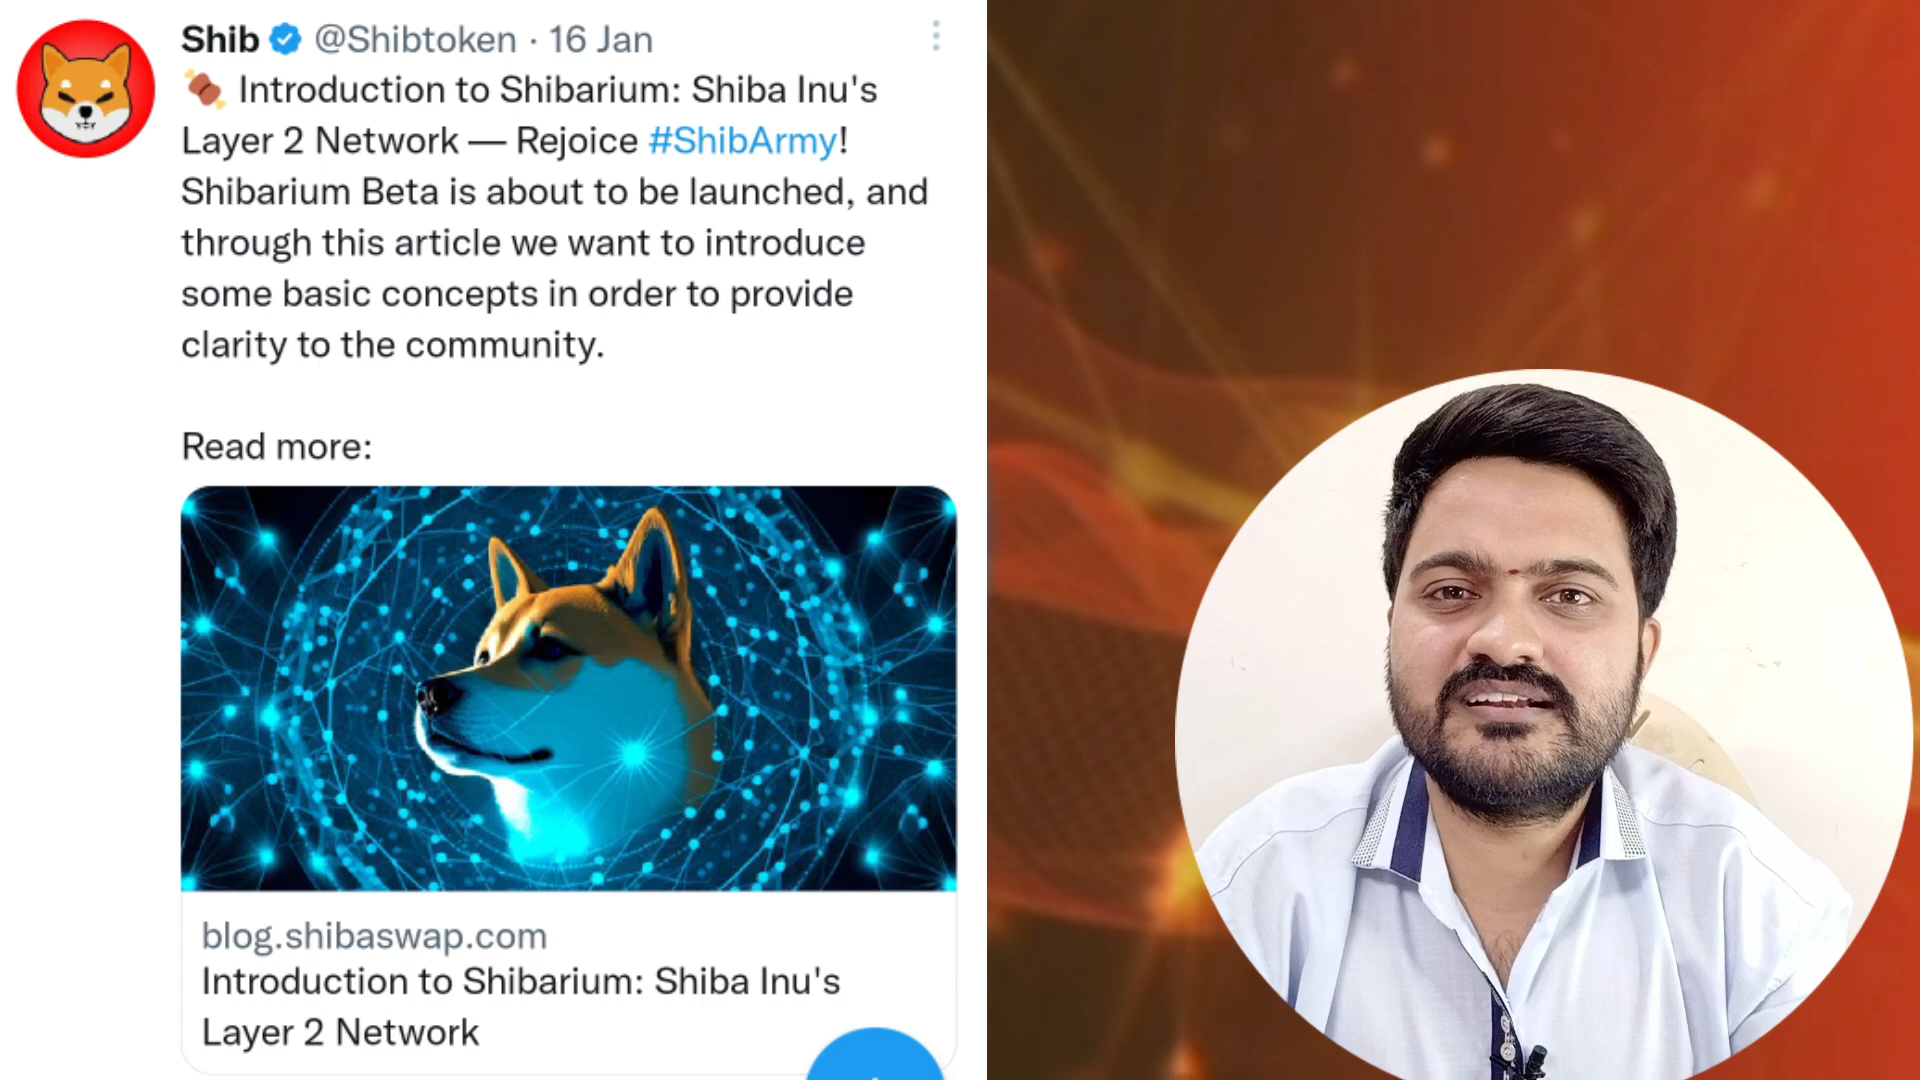 Shib @Shibtoken · 16 Jan
🍖 Introduction to Shibarium: Shiba Inu's
Layer 2 Network — Rejoice #ShibArmy!
Shibarium Beta is about to be launched, and
through this article we want to introduce
some basic concepts in order to provide
clarity to the community.
Read more:
blog.shibaswap.com
Introduction to Shibarium: Shiba Inu's
Layer 2 Network